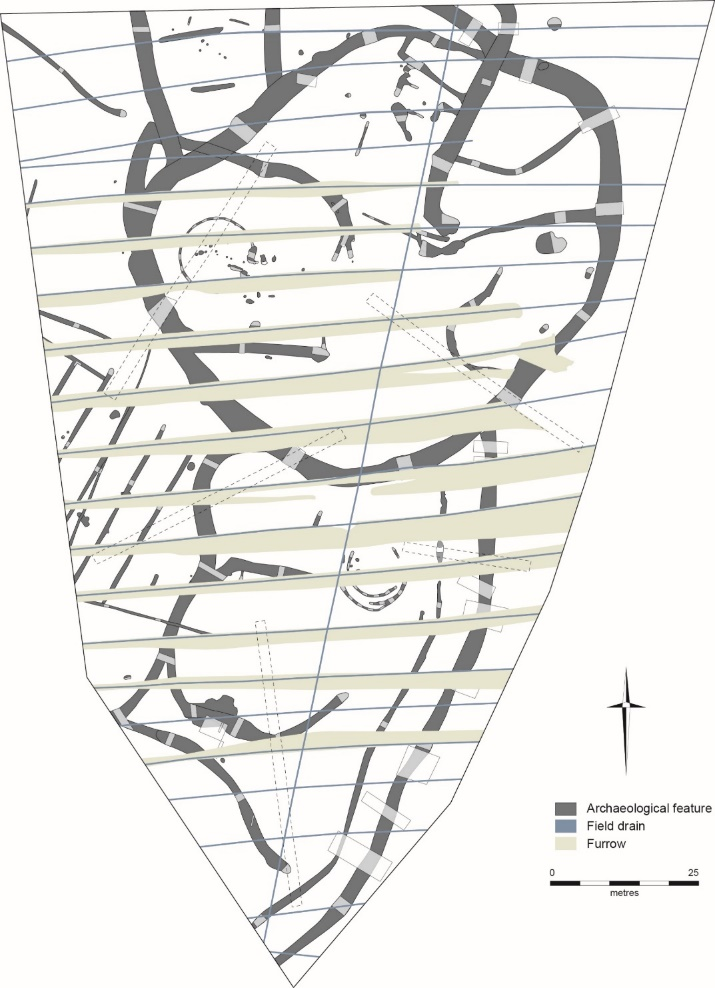 Archaeological feature
Field drain
Furrow
0 25
metres